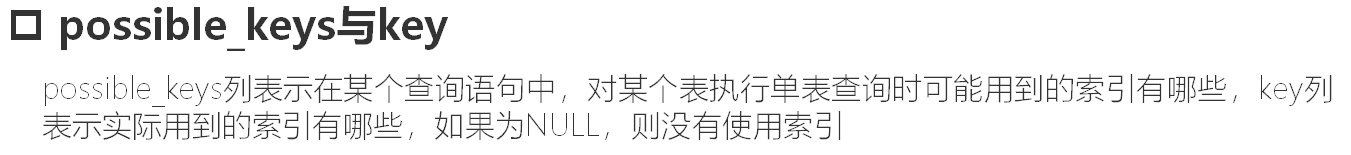 possible_keys与key
possible_keys列表示在某个查询语句中，对某个表执行单表查询时可能用到的索引有哪些，key列
表示实际用到的索引有哪些，如果为NULL，则没有使用索引